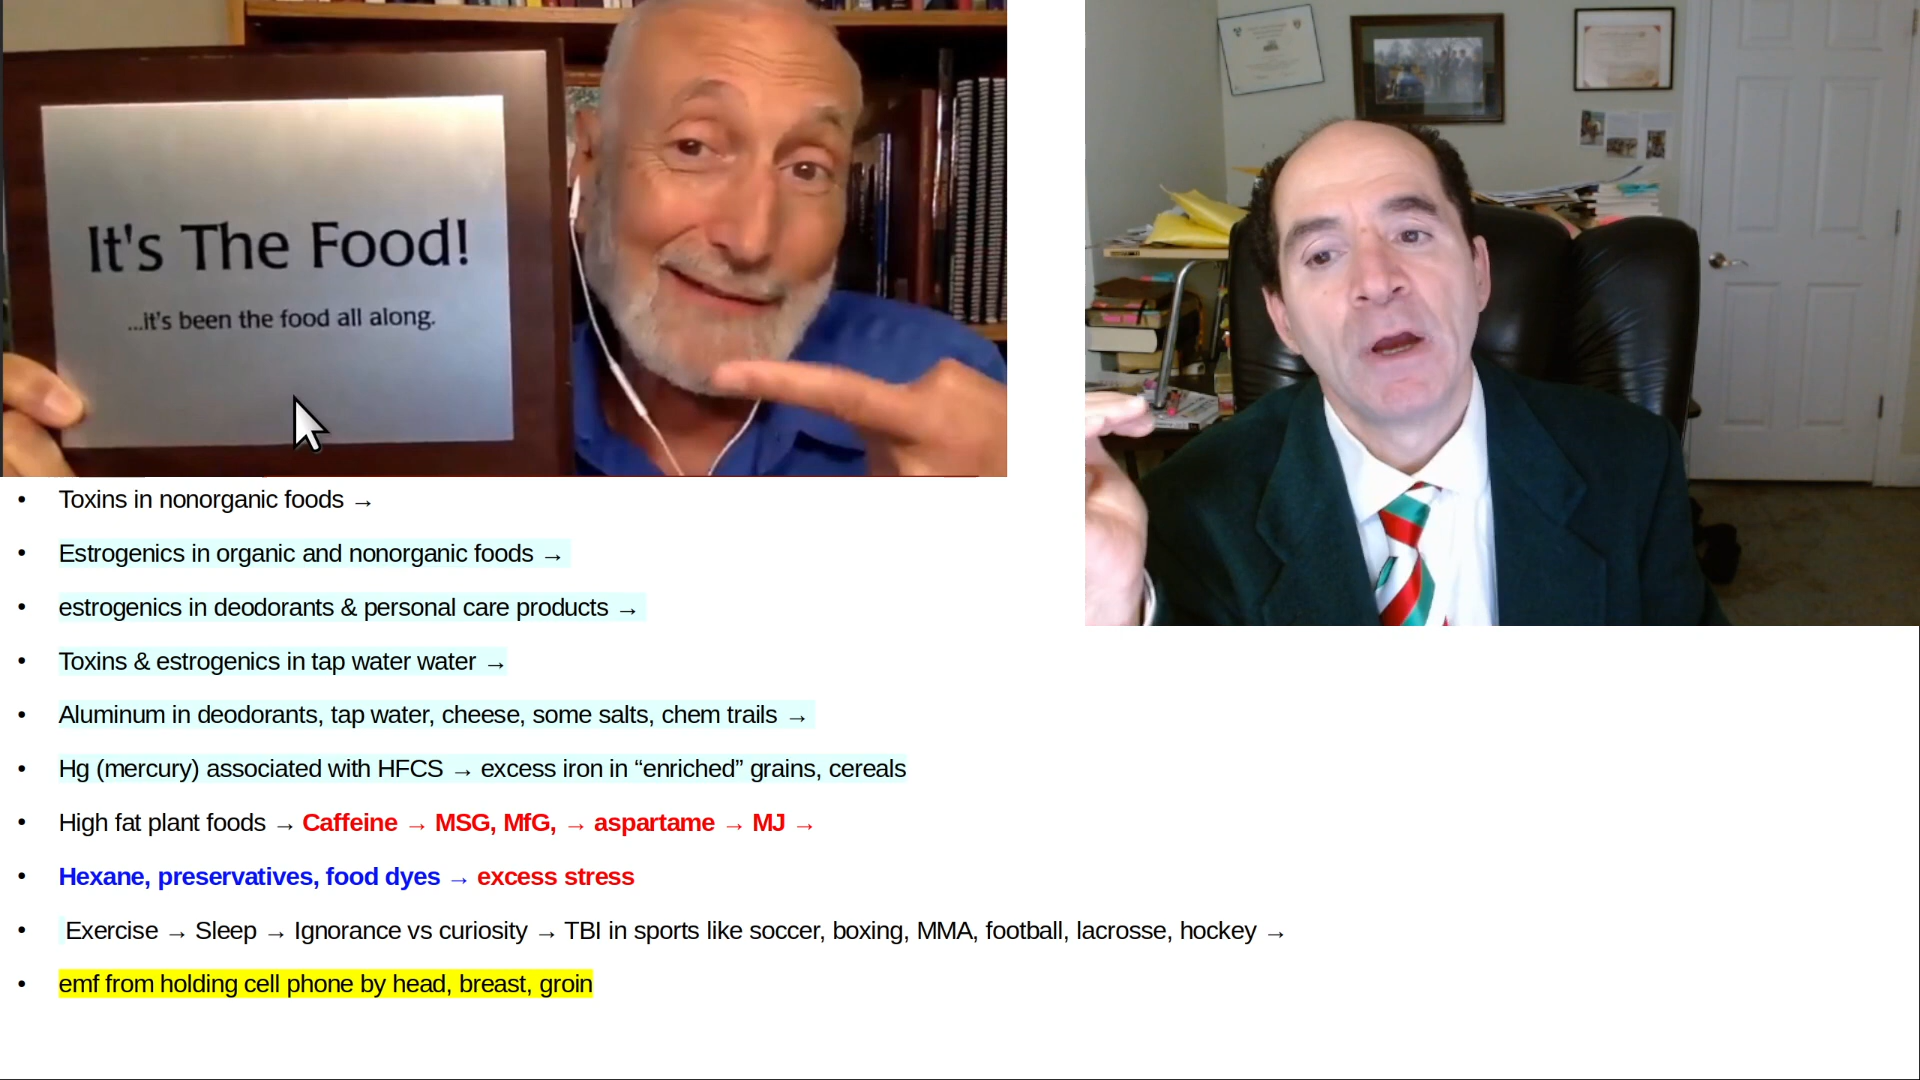 It's The Food!
...it's been the food all along.
• Toxins in nonorganic foods →
• Estrogenics in organic and nonorganic foods →
• estrogenics in deodorants & personal care products →
• Toxins & estrogenics in tap water water →
• Aluminum in deodorants, tap water, cheese, some salts, chem trails →
• Hg (mercury) associated with HFCS → excess iron in “enriched” grains, cereals
• High fat plant foods → Caffeine → MSG, MfG, → aspartame → MJ →
• Hexane, preservatives, food dyes → excess stress
• Exercise → Sleep → Ignorance vs curiosity → TBI in sports like soccer, boxing, MMA, football, lacrosse, hockey →
• emf from holding cell phone by head, breast, groin